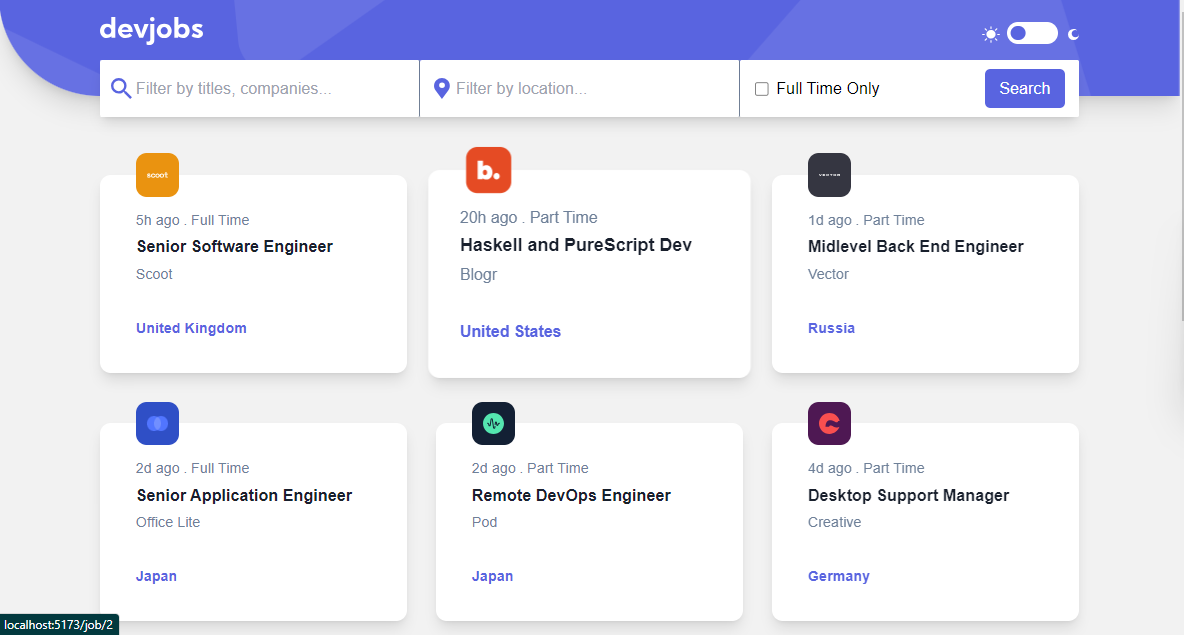 devjobs
Filter by titles, companies...
Filter by location...
Full Time Only
Search
scoot
5h ago . Full Time
Senior Software Engineer
Scoot
United Kingdom
b.
20h ago . Part Time
Haskell and PureScript Dev
Blogr
United States
VECTOR
1d ago . Part Time
Midlevel Back End Engineer
Vector
Russia
2d ago . Full Time
Senior Application Engineer
Office Lite
Japan
2d ago . Part Time
Remote DevOps Engineer
Pod
Japan
4d ago . Part Time
Desktop Support Manager
Creative
Germany
localhost:5173/job/2